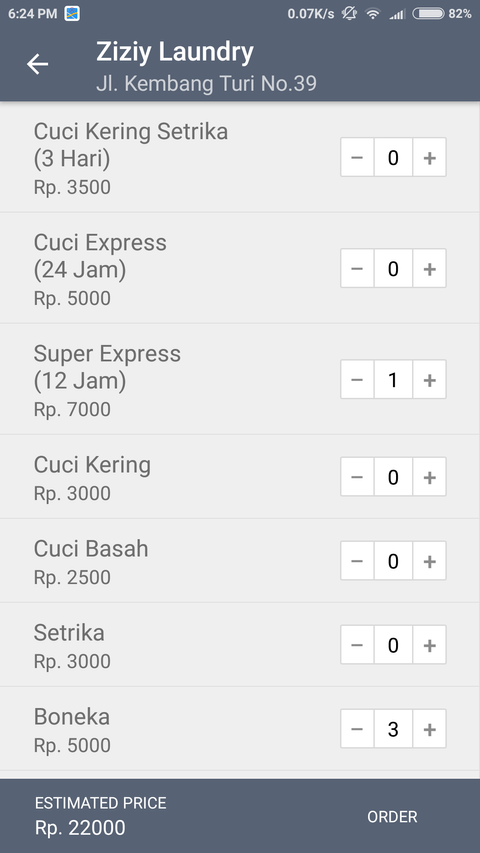 6:24 PM 0.07K/s 82%
Ziziy Laundry
Jl. Kembang Turi No.39
Cuci Kering Setrika
(3 Hari)
Rp. 3500
− 0 +
Cuci Express
(24 Jam)
Rp. 5000
− 0 +
Super Express
(12 Jam)
Rp. 7000
− 1 +
Cuci Kering
Rp. 3000
− 0 +
Cuci Basah
Rp. 2500
− 0 +
Setrika
Rp. 3000
− 0 +
Boneka
Rp. 5000
− 3 +
ESTIMATED PRICE
Rp. 22000
ORDER